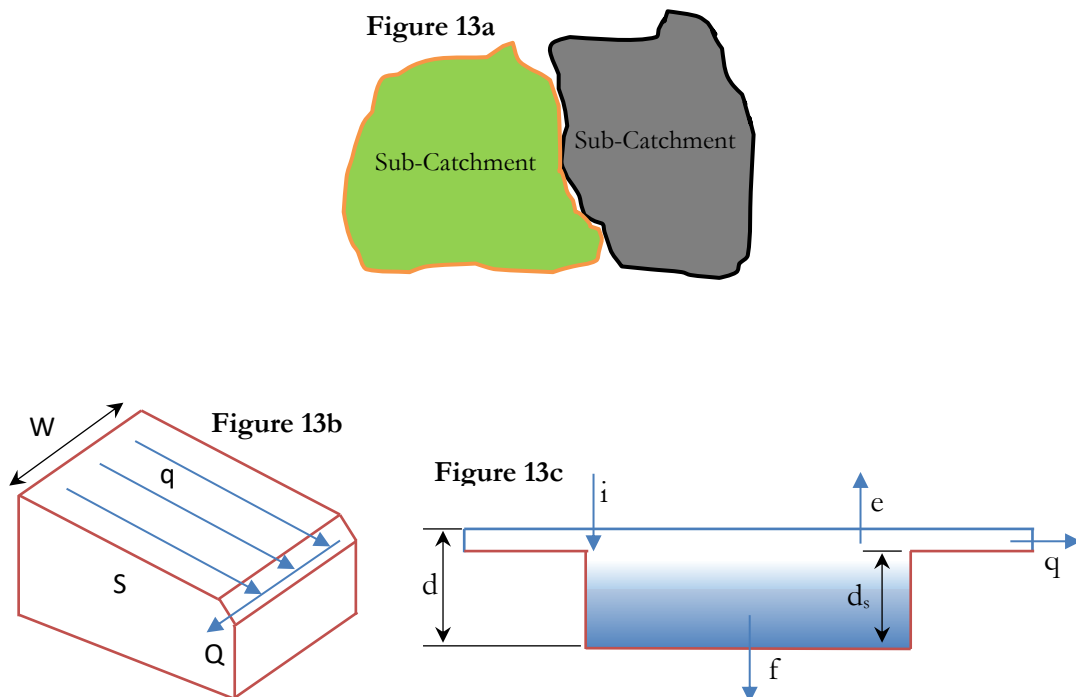 Figure 13a
Sub-Catchment
Sub-Catchment
Figure 13b
W
q
S
Q
Figure 13c
i
e
q
d
dₛ
f